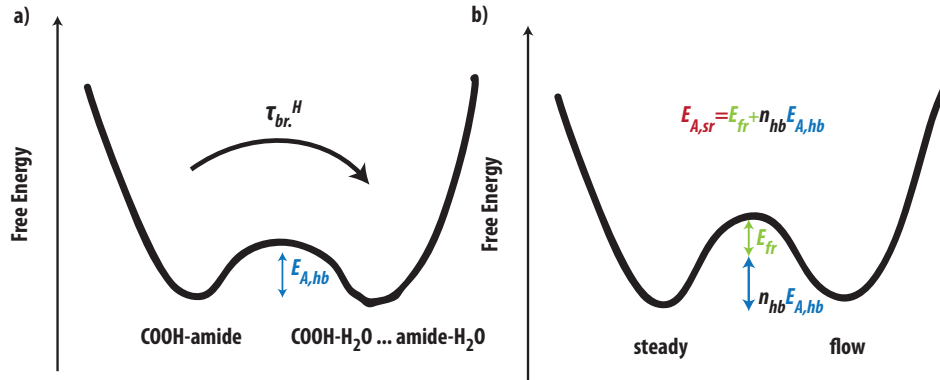 a)
Free Energy
τbr.H
EA,hb
COOH-amide
COOH-H2O ... amide-H2O
b)
Free Energy
EA,sr=Efr+nhbEA,hb
Efr
nhbEA,hb
steady
flow